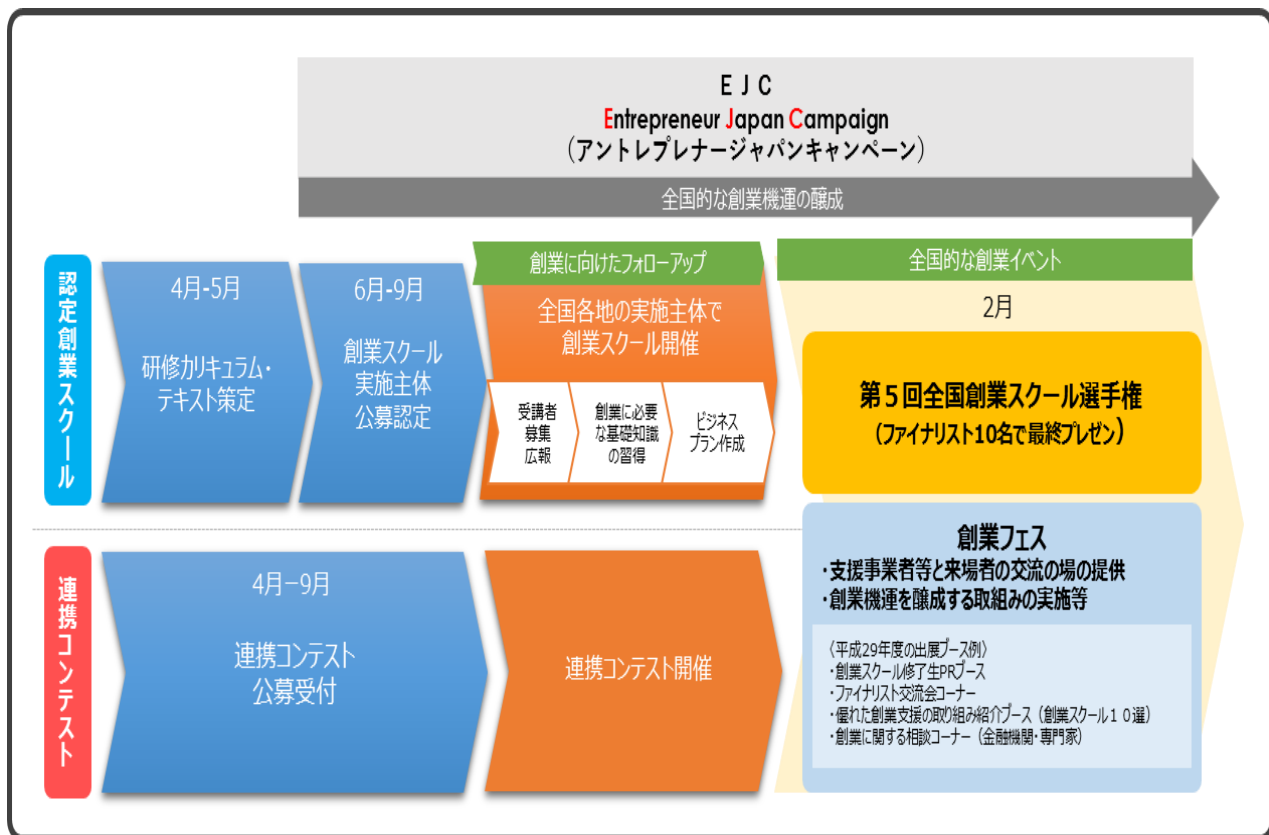 ＥＪＣ
Entrepreneur Japan Campaign
（アントレプレナージャパンキャンペーン）
全国的な創業機運の醸成
認定創業スクール
4月-5月
研修カリキュラム・
テキスト策定
6月-9月
創業スクール
実施主体
公募認定
創業に向けたフォローアップ
全国各地の実施主体で
創業スクール開催
受講者
募集
広報
創業に必要
な基礎知識
の習得
ビジネス
プラン作成
全国的な創業イベント
2月
第５回全国創業スクール選手権
（ファイナリスト10名で最終プレゼン）
連携コンテスト
4月－9月
連携コンテスト
公募受付
連携コンテスト開催
創業フェス
・支援事業者等と来場者の交流の場の提供
・創業機運を醸成する取組みの実施等
〈平成29年度の出展ブース例〉
・創業スクール修了生PRブース
・ファイナリスト交流会コーナー
・優れた創業支援の取り組み紹介ブース（創業スクール１０選）
・創業に関する相談コーナー（金融機関・専門家）